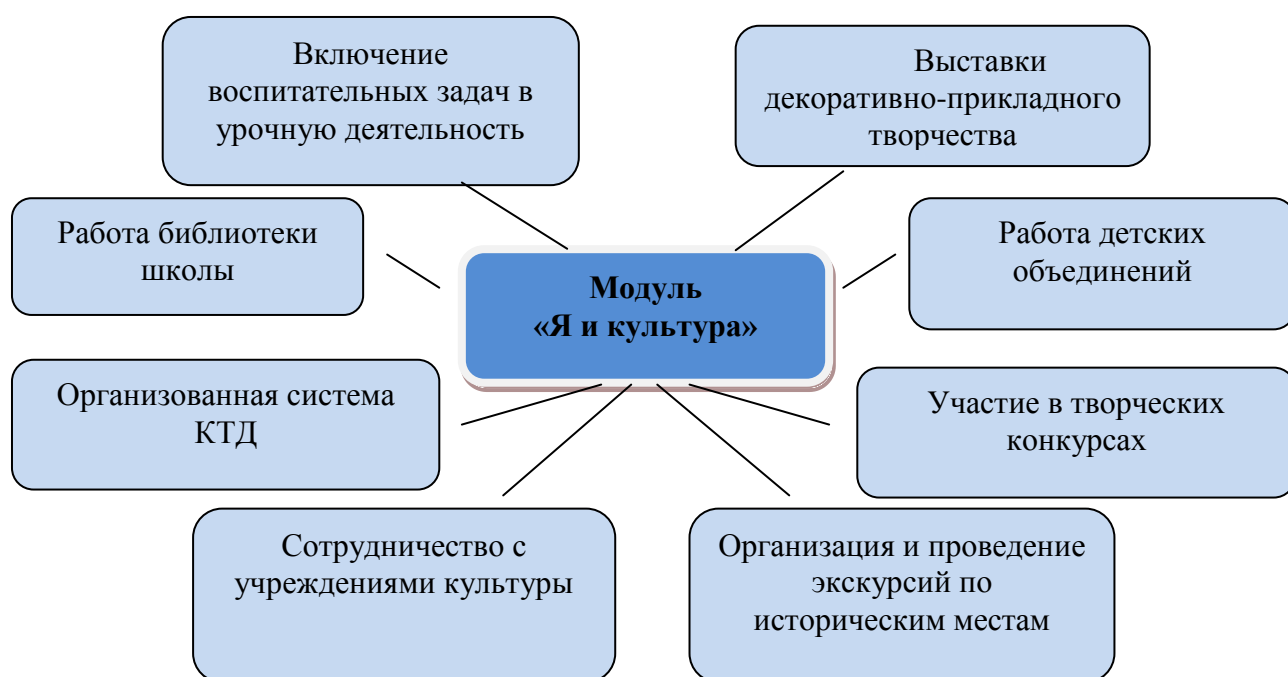 Включение
воспитательных задач в
урочную деятельность
Выставки
декоративно-прикладного
творчества
Работа библиотеки
школы
Работа детских
объединений
Модуль
«Я и культура»
Организованная система
КТД
Участие в творческих
конкурсах
Сотрудничество с
учреждениями культуры
Организация и проведение
экскурсий по
историческим местам